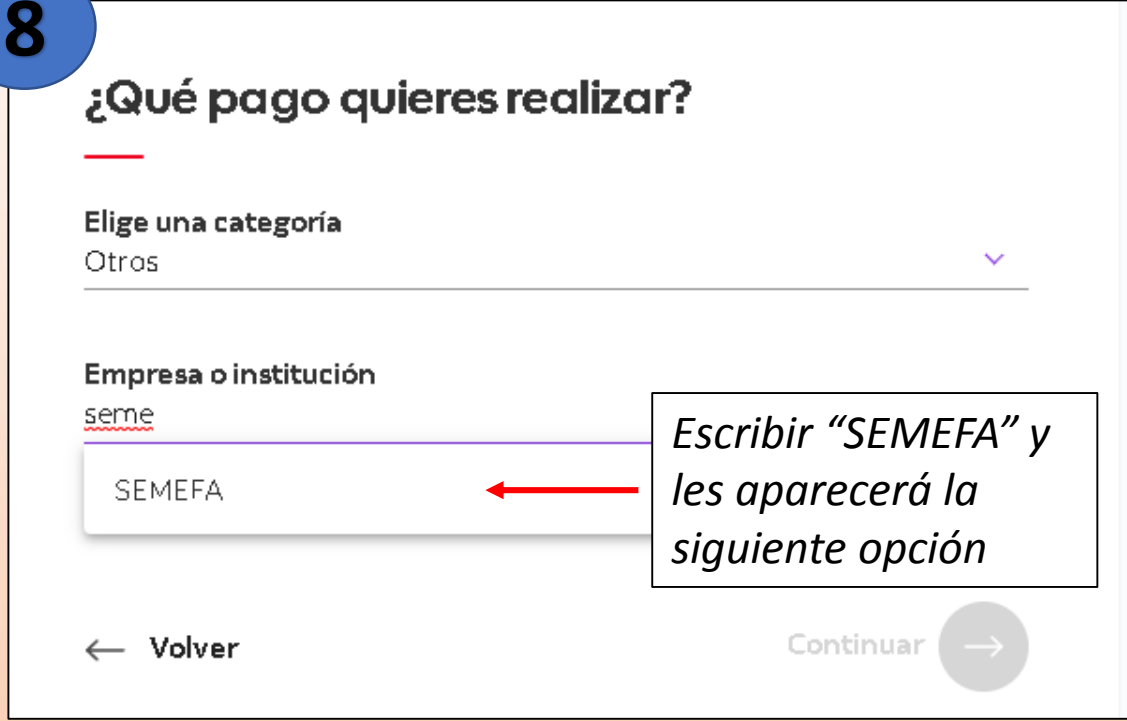 8
¿Qué pago quieres realizar?
Elige una categoría
Otros
Empresa o institución
seme
SEMEFA
Escribir “SEMEFA” y
les aparecerá la
siguiente opción
← Volver
Continuar →